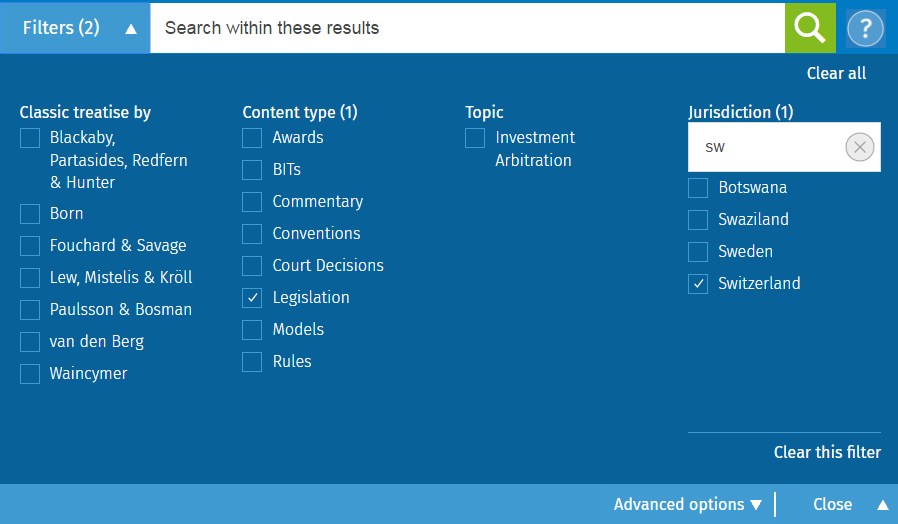 Filters (2) ▲
Search within these results
?
Clear all
Classic treatise by
Blackaby,
Partasides, Redfern
& Hunter
Born
Fouchard & Savage
Lew, Mistelis & Kröll
Paulsson & Bosman
van den Berg
Waincymer
Content type (1)
Awards
BITs
Commentary
Conventions
Court Decisions
Legislation
Models
Rules
Topic
Investment
Arbitration
Jurisdiction (1)
sw
Botswana
Swaziland
Sweden
Switzerland
Clear this filter
Advanced options ▼
Close ▲